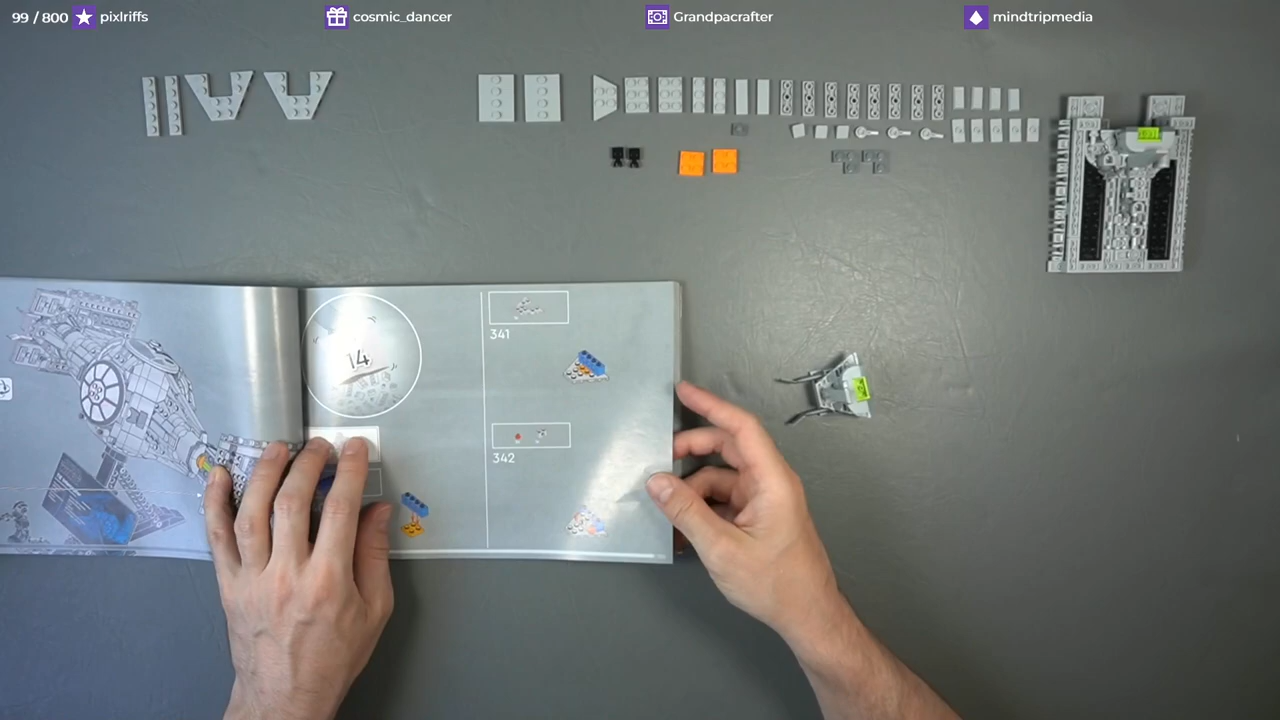 99 / 800 pixlriffs
cosmic_dancer
Grandpacrafter
mindtripmedia
14
341
342